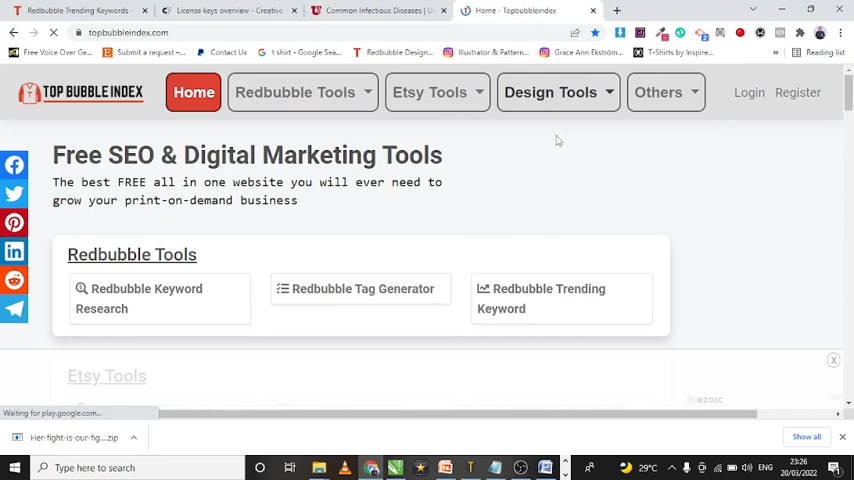 Redbubble Trending Keywords -
License keys overview - Creative
Common Infectious Diseases | U
Home - Topbubbleindex
topbubbleindex.com
Free Voice Over Ge...
Submit a request –...
Contact Us
t shirt - Google Sea...
Redbubble Design...
Illustrator & Pattern...
Grace Ann Ekström...
T-Shirts by Inspire...
Reading list
TOP BUBBLE INDEX
Home
Redbubble Tools
Etsy Tools
Design Tools
Others
Login
Register
Free SEO & Digital Marketing Tools
The best FREE all in one website you will ever need to
grow your print-on-demand business
Redbubble Tools
Redbubble Keyword
Research
Redbubble Tag Generator
Redbubble Trending
Keyword
Etsy Tools
ezoic
Waiting for play.google.com...
Her-fight-is-our-fig....zip
Show all
Type here to search
29°C
ENG
23:26
20/03/2022